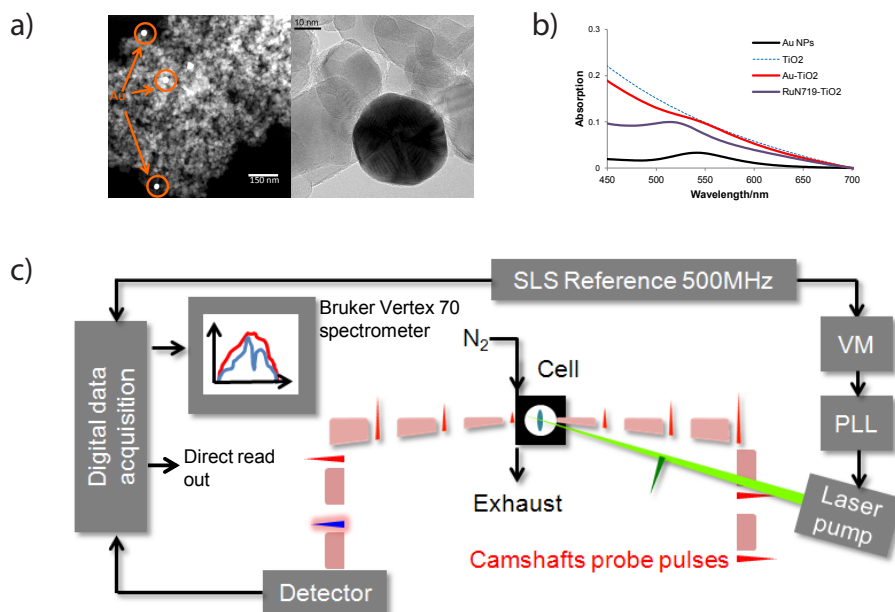 a)
10 nm
Au
150 nm
b)
Au NPs
TiO2
Au-TiO2
RuN719-TiO2
Absorption
0.3
0.2
0.1
0
450
500
550
600
650
700
Wavelength/nm
c)
SLS Reference 500MHz
Bruker Vertex 70
spectrometer
N2
Cell
VM
PLL
Digital data
acquisition
Direct read
out
Exhaust
Laser
pump
Camshafts probe pulses
Detector